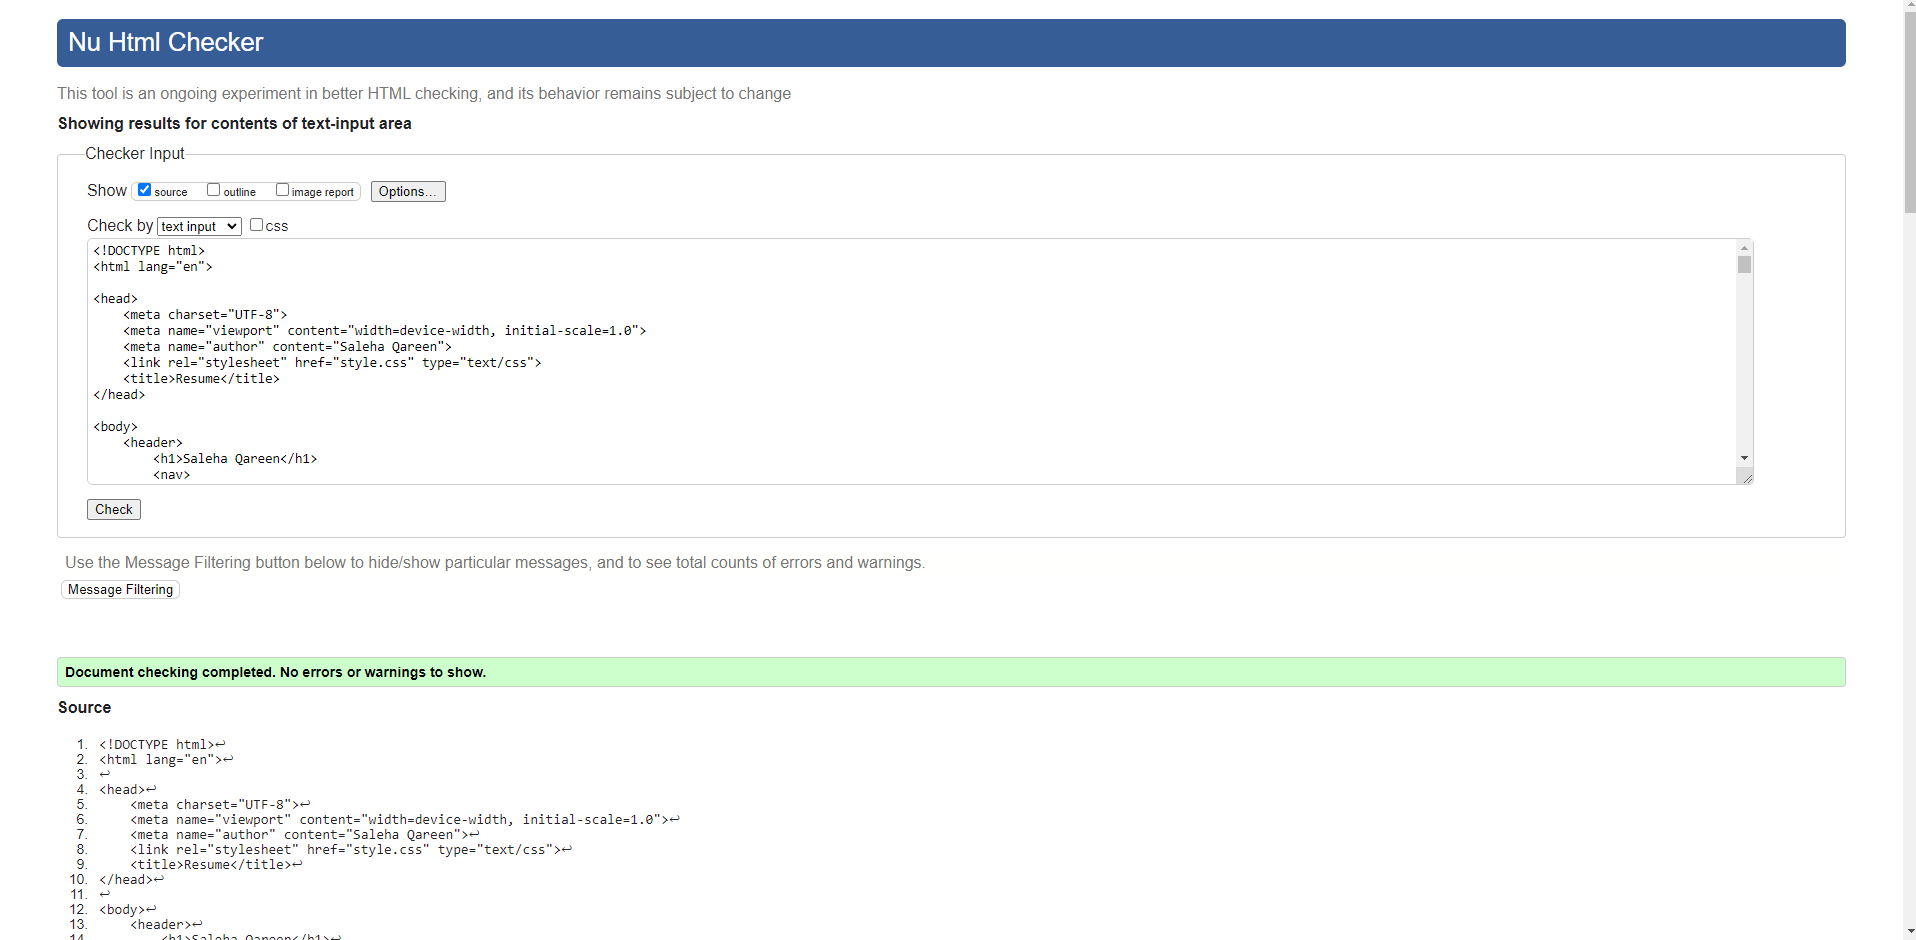 Nu Html Checker
This tool is an ongoing experiment in better HTML checking, and its behavior remains subject to change
Showing results for contents of text-input area
Checker Input
Show source outline image report Options...
Check by text input css
<!DOCTYPE html>
<html lang="en">
<head>
<meta charset="UTF-8">
<meta name="viewport" content="width=device-width, initial-scale=1.0">
<meta name="author" content="Saleha Qareen">
<link rel="stylesheet" href="style.css" type="text/css">
<title>Resume</title>
</head>
<body>
<header>
<h1>Saleha Qareen</h1>
<nav>
Check
Use the Message Filtering button below to hide/show particular messages, and to see total counts of errors and warnings.
Message Filtering
Document checking completed. No errors or warnings to show.
Source
1. <!DOCTYPE html>↩
2. <html lang="en">↩
3. ↩
4. <head>↩
5. <meta charset="UTF-8">↩
6. <meta name="viewport" content="width=device-width, initial-scale=1.0">↩
7. <meta name="author" content="Saleha Qareen">↩
8. <link rel="stylesheet" href="style.css" type="text/css">↩
9. <title>Resume</title>↩
10. </head>↩
11. ↩
12. <body>↩
13. <header>↩
14. <h1>Saleha Qareen</h1>↩